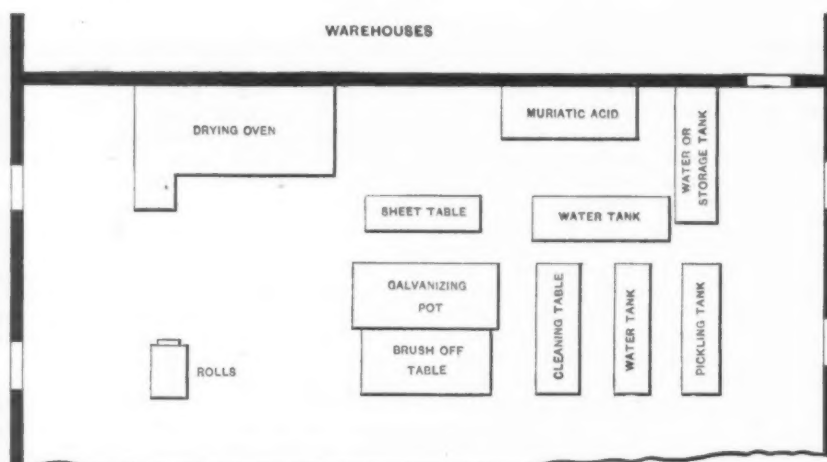 WAREHOUSES
DRYING OVEN
MURIATIC ACID
WATER OR
STORAGE TANK
SHEET TABLE
WATER TANK
GALVANIZING
POT
BRUSH OFF
TABLE
CLEANING TABLE
WATER TANK
PICKLING TANK
ROLLS